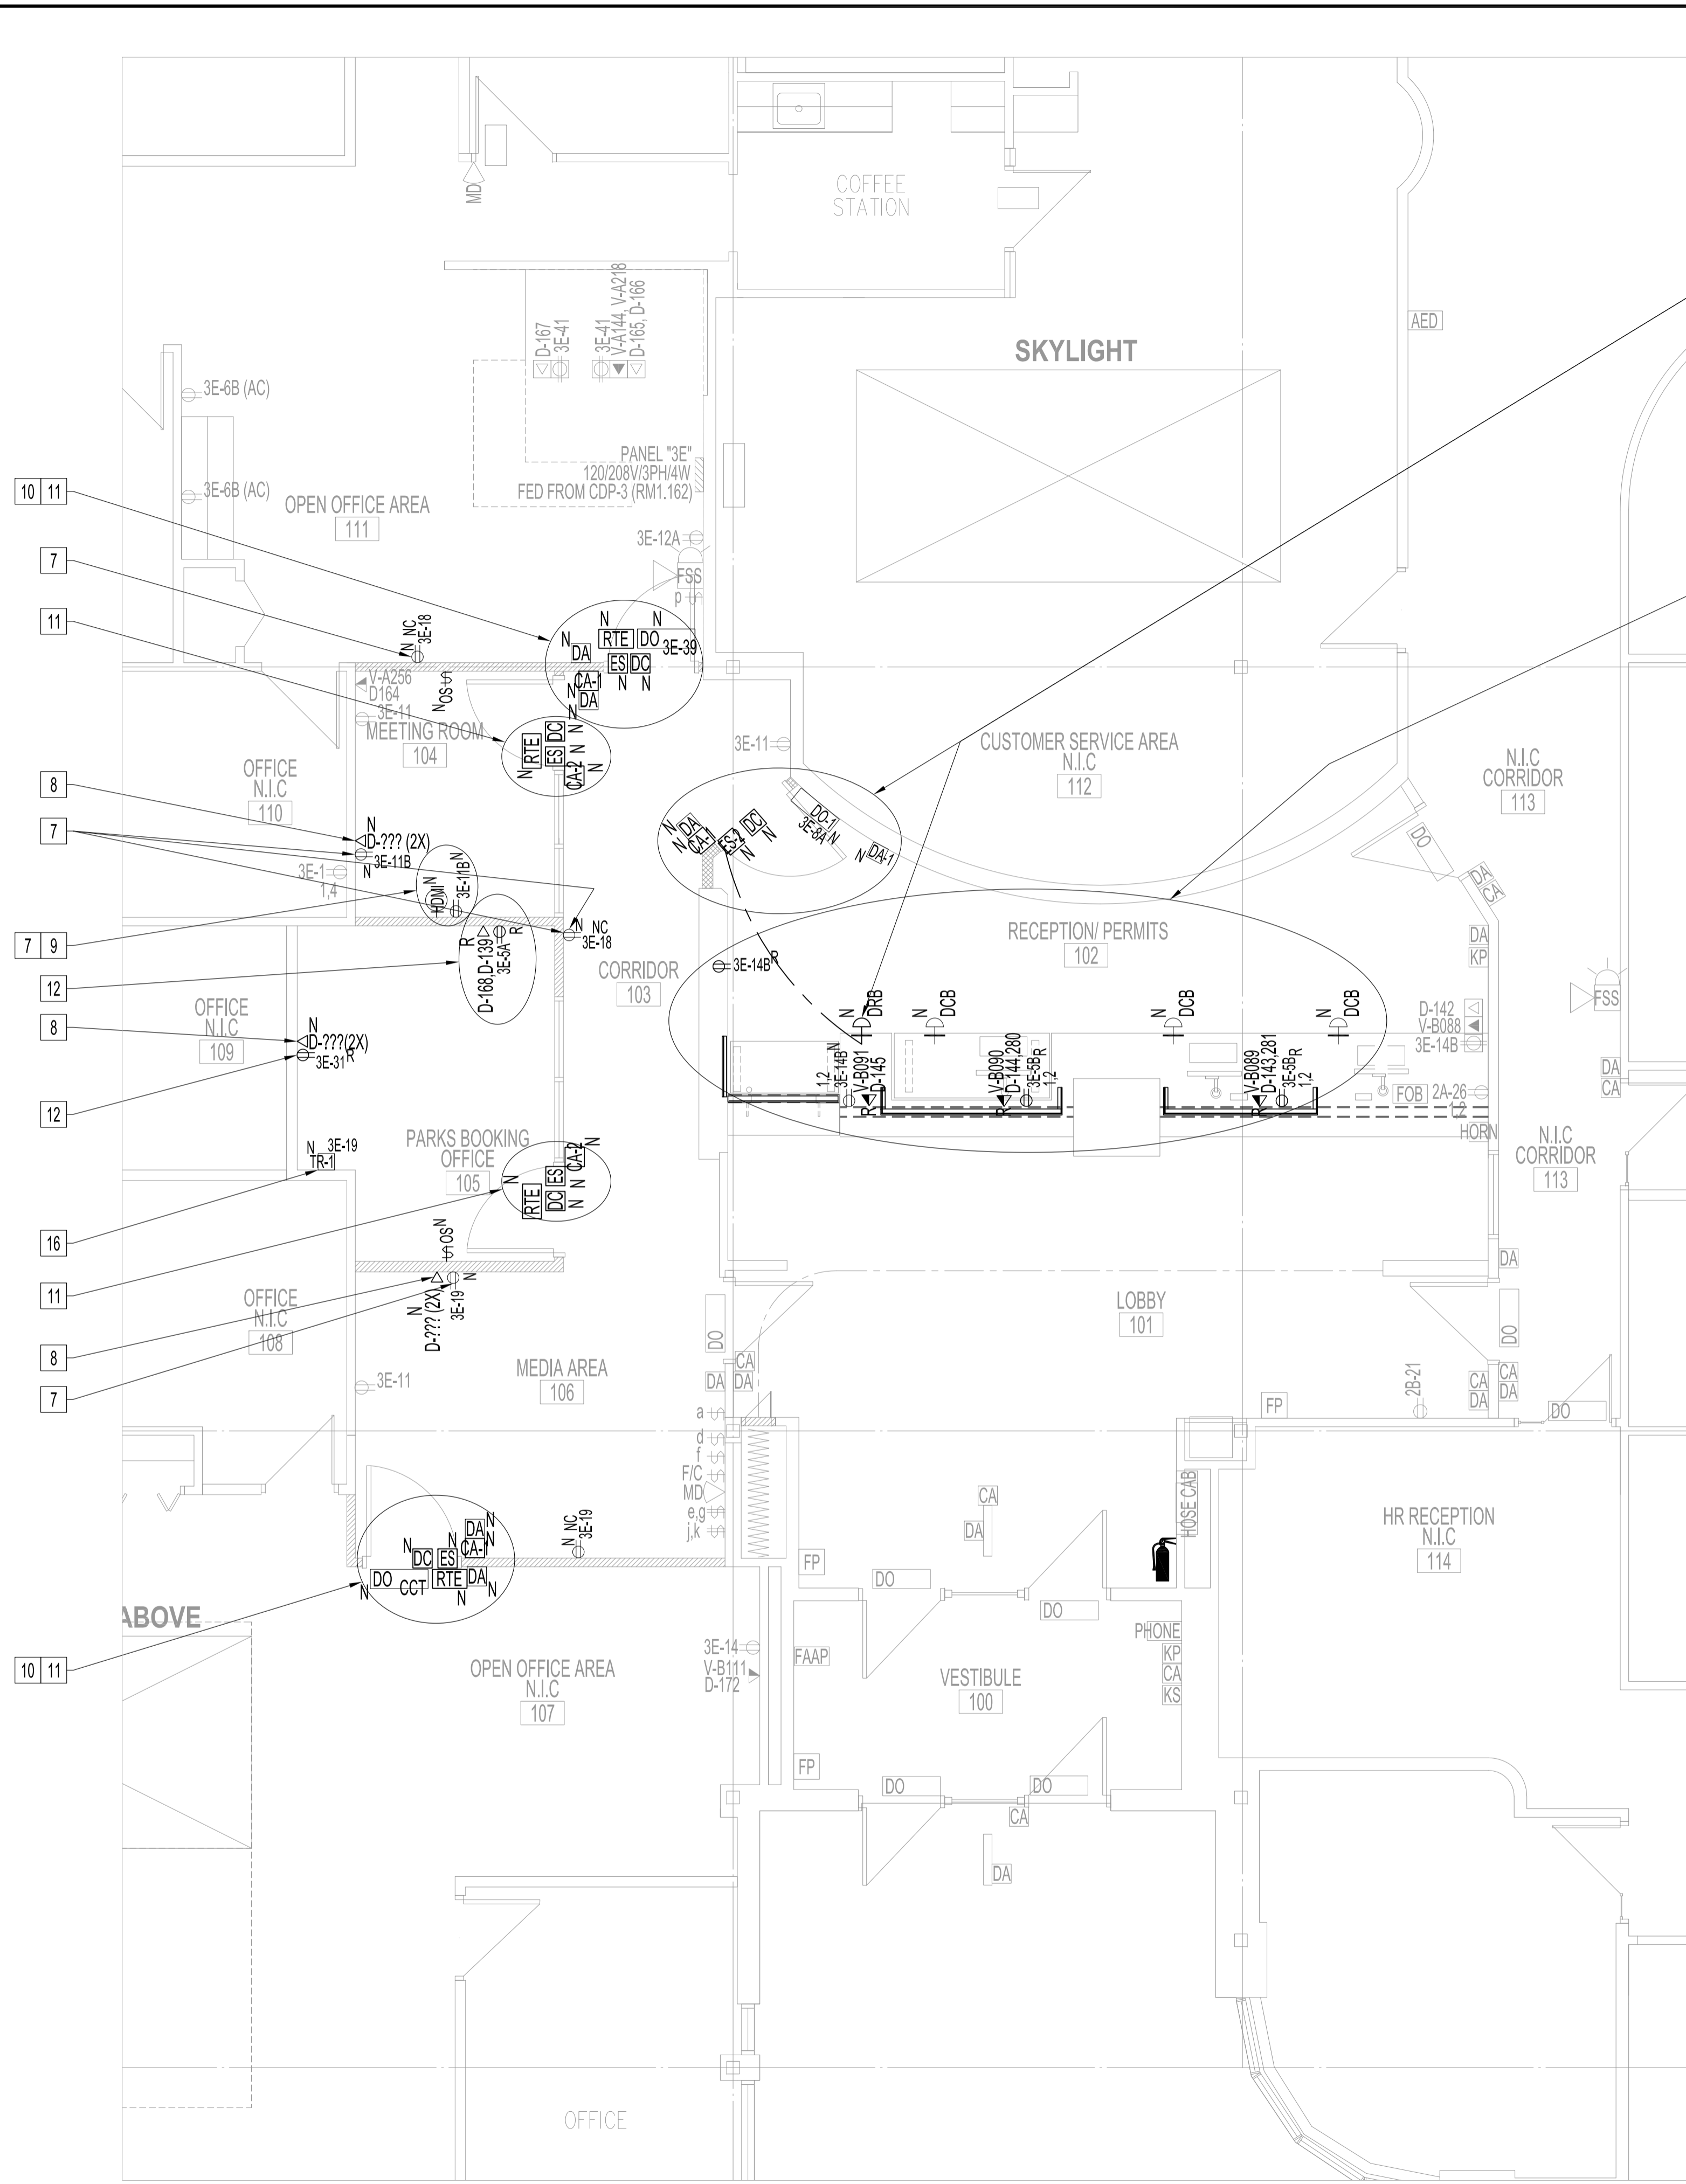 COFFEE
STATION
MD
SKYLIGHT
AED
D-167
3E-41
3E-41
V-A144, V-A218
D-165, D-166
3E-6B (AC)
PANEL "3E"
120/208V/3PH/4W
FED FROM CDP-3 (RM1.162)
3E-6B (AC)
OPEN OFFICE AREA
111
10 11
3E-12A
7
FSS
p
11
N NC
3E-18
N N
N RTE DO 3E-39
DA
ES DC
N N
CA-1
N DA
N
V-A256
D164
N OS
3E-11
MEETING ROOM
104
RTE
ES DC
N N
N
CA-2
N
3E-11
CUSTOMER SERVICE AREA
N.I.C
112
N.I.C
CORRIDOR
113
OFFICE
N.I.C
110
8
7
N
D-??? (2X)
3E-11B
N
3E-1
1,4
N
HDMI
3E-11B N
N DA
N CA-1
ES-2
N
DC
N
DO-1
3E-8A N
N DA-1
DO
DA
CA
7 9
R
D-168,D-139
3E-5A
R
N NC
3E-18
CORRIDOR
103
3E-14B R
RECEPTION/ PERMITS
102
DA
KP
12
8
OFFICE
N.I.C
109
N
D-???(2X)
3E-31 R
N
DRB
N
DCB
N
DCB
N
DCB
D-142
V-B088
3E-14B
FSS
DA
CA
12
1,2
3E-14B
N
V-B091
D-145
R
V-B090
D-144,280
3E-5B
R
1,2
R
V-B089
D-143,281
3E-5B
R
1,2
R
FOB
2A-26
1,2
HORN
N.I.C
CORRIDOR
113
N 3E-19
TR-1
PARKS BOOKING
OFFICE
105
N
RTE
DC ES
N N
CA-2
N
16
11
OS N
N
D-??? (2X)
3E-19
N
8
7
OFFICE
N.I.C
108
DO
LOBBY
101
DA
DO
MEDIA AREA
106
3E-11
CA
DA DA
CA CA
DA DA
2B-21
FP
DO
a
d
f
F/C
MD
e,g
j,k
HOSE CAB
CA
DA
HR RECEPTION
N.I.C
114
N NC
3E-19
N
DA
N
N CA-1
N
DC ES
DO CCT RTE DA
N N N
FP
DO
DO
ABOVE
10 11
OPEN OFFICE AREA
N.I.C
107
3E-14
V-B111
D-172
FAAP
VESTIBULE
100
PHONE
KP
CA
KS
FP
DO
DO
CA
DA
OFFICE